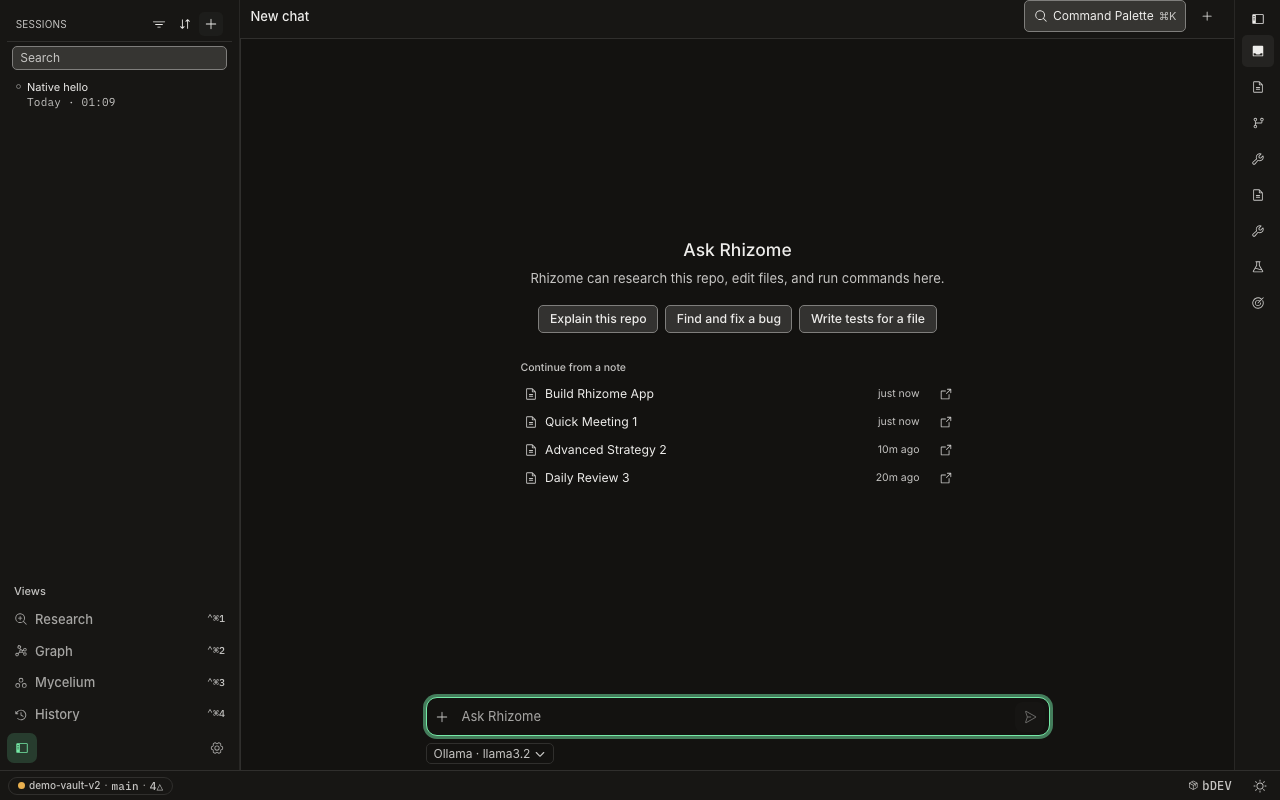 SESSIONS
Search
Native hello
Today · 01:09
Views
Research ⌃⌘1
Graph ⌃⌘2
Mycelium ⌃⌘3
History ⌃⌘4
New chat
Command Palette ⌘K
Ask Rhizome
Rhizome can research this repo, edit files, and run commands here.
Explain this repo
Find and fix a bug
Write tests for a file
Continue from a note
Build Rhizome App just now
Quick Meeting 1 just now
Advanced Strategy 2 10m ago
Daily Review 3 20m ago
Ask Rhizome
Ollama · llama3.2
demo-vault-v2 · main · 4△
bDEV